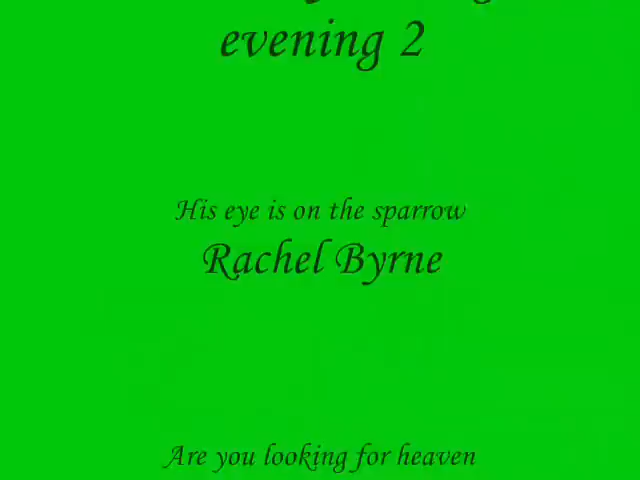 evening 2
His eye is on the sparrow
Rachel Byrne
Are you looking for heaven